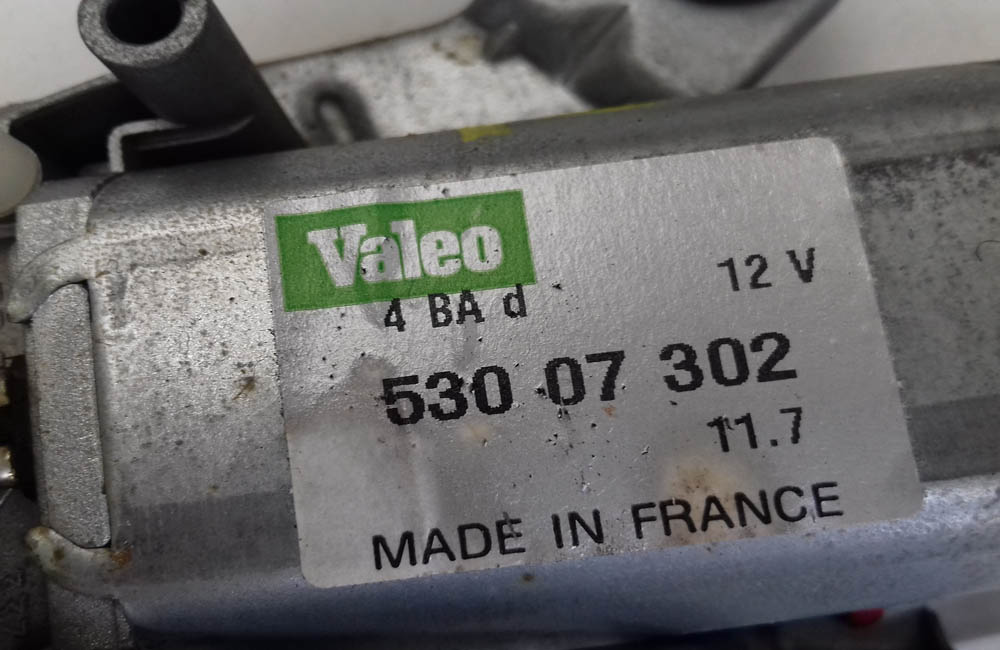 Valeo
4 BA d
12 V
530 07 302
11.7
MADE IN FRANCE